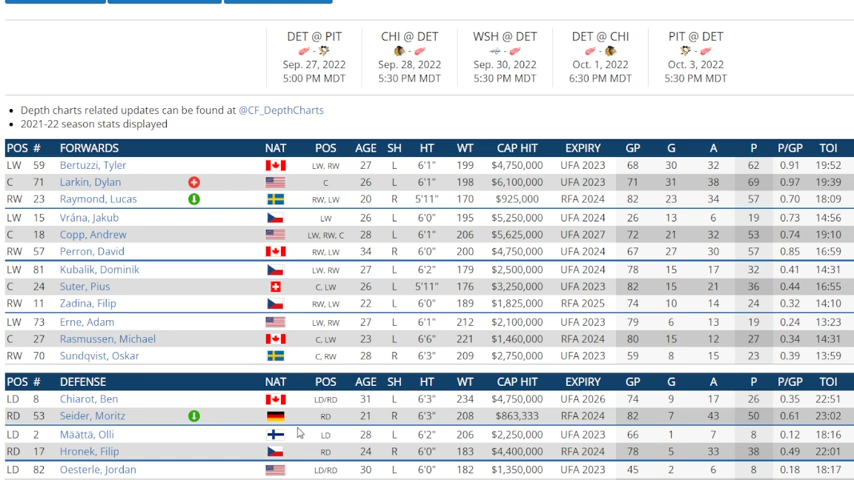 DET @ PIT CHI @ DET WSH @ DET DET @ CHI PIT @ DET
Sep. 27, 2022 Sep. 28, 2022 Sep. 30, 2022 Oct. 1, 2022 Oct. 3, 2022
5:00 PM MDT 5:30 PM MDT 5:30 PM MDT 6:30 PM MDT 5:30 PM MDT
• Depth charts related updates can be found at @CF_DepthCharts
• 2021-22 season stats displayed
POS # FORWARDS NAT POS AGE SH HT WT CAP HIT EXPIRY GP G A P P/GP TOI
LW 59 Bertuzzi, Tyler LW, RW 27 L 6'1" 199 $4,750,000 UFA 2023 68 30 32 62 0.91 19:52
C 71 Larkin, Dylan C 26 L 6'1" 198 $6,100,000 UFA 2023 71 31 38 69 0.97 19:39
RW 23 Raymond, Lucas RW, LW 20 R 5'11" 170 $925,000 RFA 2024 82 23 34 57 0.70 18:09
LW 15 Vrána, Jakub LW 26 L 6'0" 195 $5,250,000 UFA 2024 26 13 6 19 0.73 14:56
C 18 Copp, Andrew LW, RW, C 28 L 6'1" 206 $5,625,000 UFA 2027 72 21 32 53 0.74 19:10
RW 57 Perron, David RW, LW 34 R 6'0" 200 $4,750,000 UFA 2024 67 27 30 57 0.85 16:59
LW 81 Kubalik, Dominik LW, RW 27 L 6'2" 179 $2,500,000 UFA 2024 78 15 17 32 0.41 14:31
C 24 Suter, Pius C, LW 26 L 5'11" 176 $3,250,000 UFA 2023 82 15 21 36 0.44 16:55
RW 11 Zadina, Filip RW, LW 22 L 6'0" 189 $1,825,000 RFA 2025 74 10 14 24 0.32 14:10
LW 73 Erne, Adam LW, RW 27 L 6'1" 212 $2,100,000 UFA 2023 79 6 13 19 0.24 13:23
C 27 Rasmussen, Michael C, LW 23 L 6'6" 221 $1,460,000 RFA 2024 80 15 12 27 0.34 14:31
RW 70 Sundqvist, Oskar C, RW 28 R 6'3" 209 $2,750,000 UFA 2023 59 8 15 23 0.39 13:59
POS # DEFENSE NAT POS AGE SH HT WT CAP HIT EXPIRY GP G A P P/GP TOI
LD 8 Chiarot, Ben LD/RD 31 L 6'3" 234 $4,750,000 UFA 2026 74 9 17 26 0.35 22:51
RD 53 Seider, Moritz RD 21 R 6'3" 208 $863,333 RFA 2024 82 7 43 50 0.61 23:02
LD 2 Määttä, Olli LD 28 L 6'2" 206 $2,250,000 UFA 2023 66 1 7 8 0.12 18:16
RD 17 Hronek, Filip RD 24 R 6'0" 183 $4,400,000 RFA 2024 78 5 33 38 0.49 22:01
LD 82 Oesterle, Jordan LD/RD 30 L 6'0" 182 $1,350,000 UFA 2023 45 2 6 8 0.18 18:17